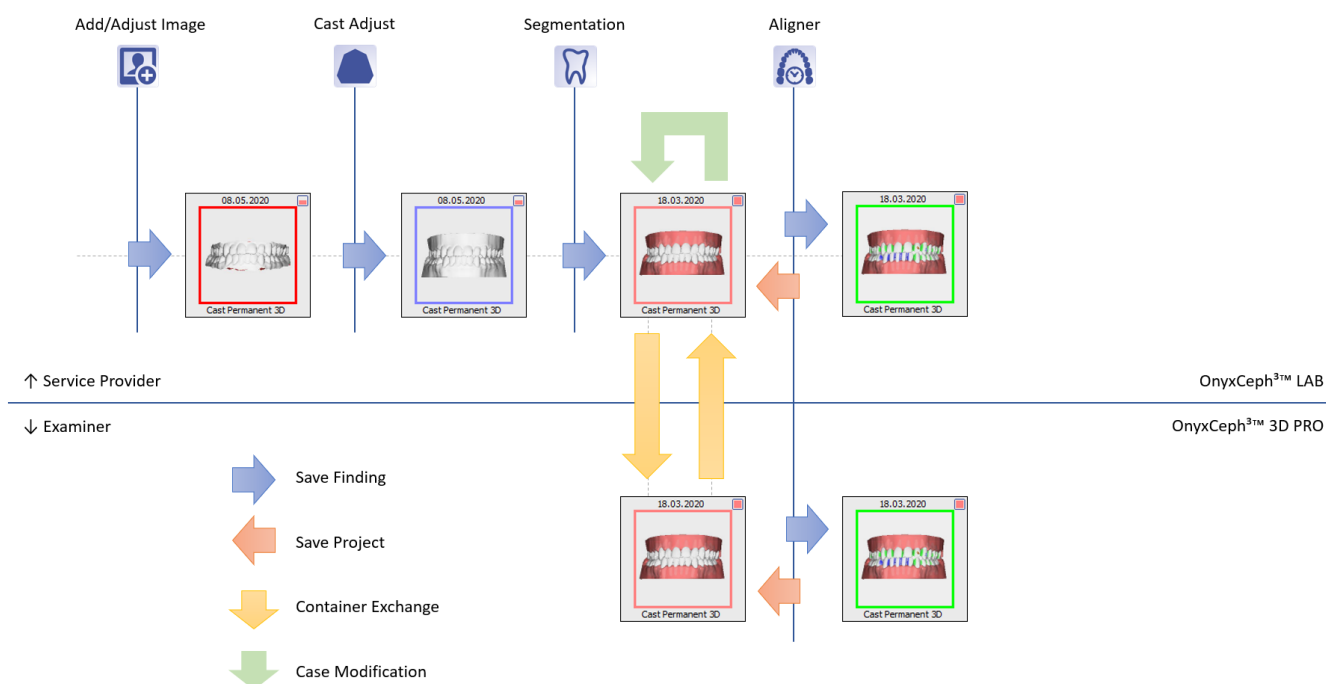 Add/Adjust Image
Cast Adjust
Segmentation
Aligner
08.05.2020
08.05.2020
18.03.2020
18.03.2020
Cast Permanent 3D
Cast Permanent 3D
Cast Permanent 3D
Cast Permanent 3D
↑ Service Provider
OnyxCeph³™ LAB
↓ Examiner
OnyxCeph³™ 3D PRO
Save Finding
18.03.2020
18.03.2020
Save Project
Container Exchange
Cast Permanent 3D
Cast Permanent 3D
Case Modification